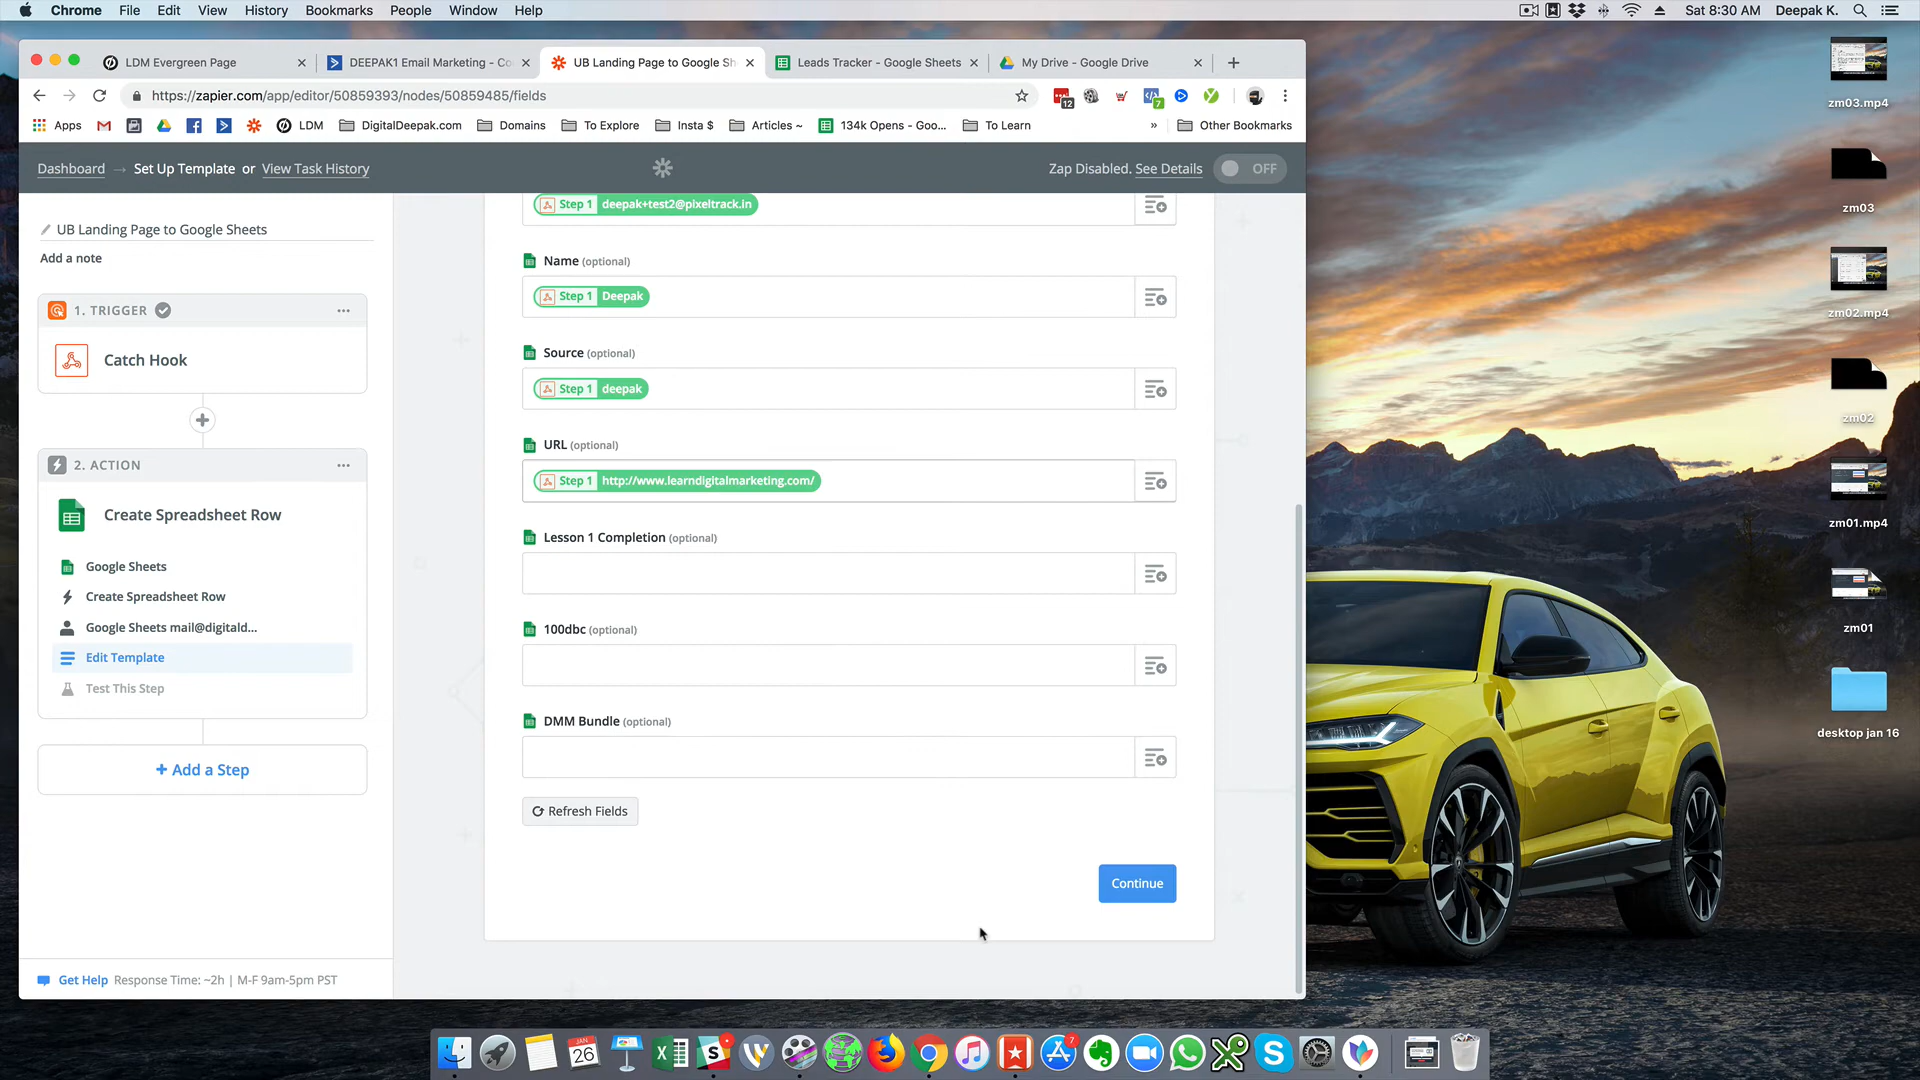 Chrome File Edit View History Bookmarks People Window Help
Sat 8:30 AM Deepak K.
LDM Evergreen Page
DEEPAK1 Email Marketing - Co
UB Landing Page to Google Sh
Leads Tracker - Google Sheets
My Drive - Google Drive
https://zapier.com/app/editor/50859393/nodes/50859485/fields
12
7
Apps
LDM
DigitalDeepak.com
Domains
To Explore
Insta $
Articles ~
134k Opens - Goo...
To Learn
»
Other Bookmarks
Dashboard → Set Up Template or View Task History
Zap Disabled. See Details
OFF
UB Landing Page to Google Sheets
Add a note
1. TRIGGER
Catch Hook
2. ACTION
Create Spreadsheet Row
Google Sheets
Create Spreadsheet Row
Google Sheets mail@digitald...
Edit Template
Test This Step
+ Add a Step
Get Help Response Time: ~2h | M-F 9am-5pm PST
Step 1 deepak+test2@pixeltrack.in
Name (optional)
Step 1 Deepak
Source (optional)
Step 1 deepak
URL (optional)
Step 1 http://www.learndigitalmarketing.com/
Lesson 1 Completion (optional)
100dbc (optional)
DMM Bundle (optional)
Refresh Fields
Continue
zm03.mp4
zm03
zm02.mp4
zm02
zm01.mp4
zm01
desktop jan 16
JAN
26
7